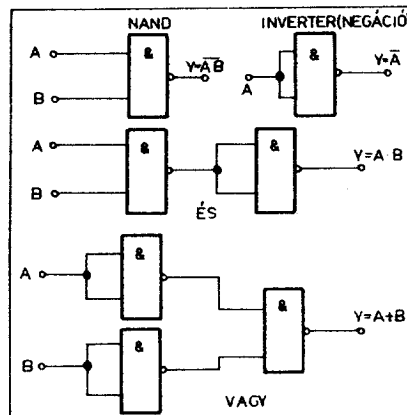 NAND
INVERTER(NEGÁCIÓ)
A
B
&
Y=A̅B̅
A
&
Y=A̅
A
B
&
&
Y=A·B
ÉS
A
&
B
&
&
Y=A+B
VAGY